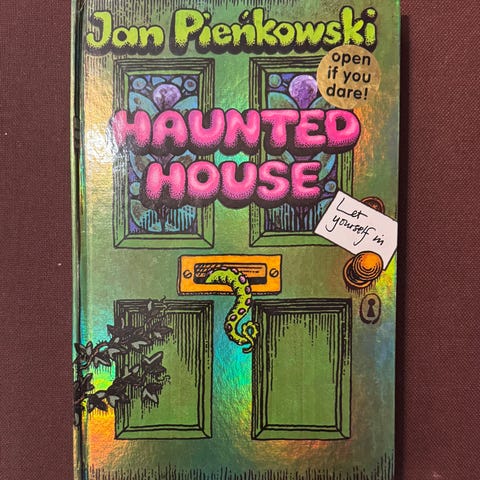 Jan Pieńkowski
open
if you
dare!
HAUNTED
HOUSE
Let
yourself in